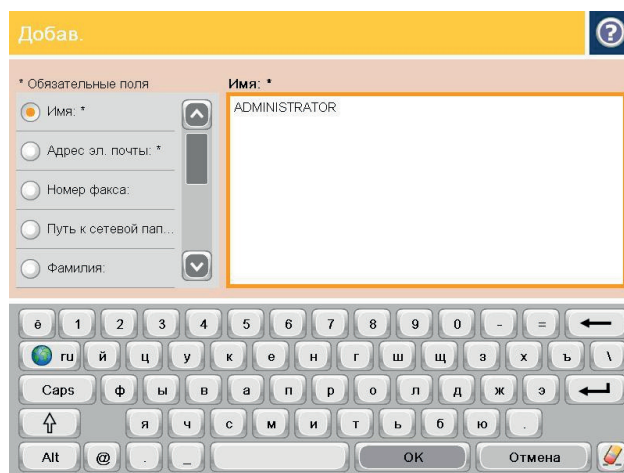 Добав.
?
* Обязательные поля
Имя: *
Имя: *
ADMINISTRATOR
Адрес эл. почты: *
Номер факса:
Путь к сетевой пап...
Фамилия:
ё 1 2 3 4 5 6 7 8 9 0 - =
ru й ц у к е н г ш щ з х ъ \
Caps ф ы в а п р о л д ж э
я ч с м и т ь б ю .
Alt @ . _ OK Отмена